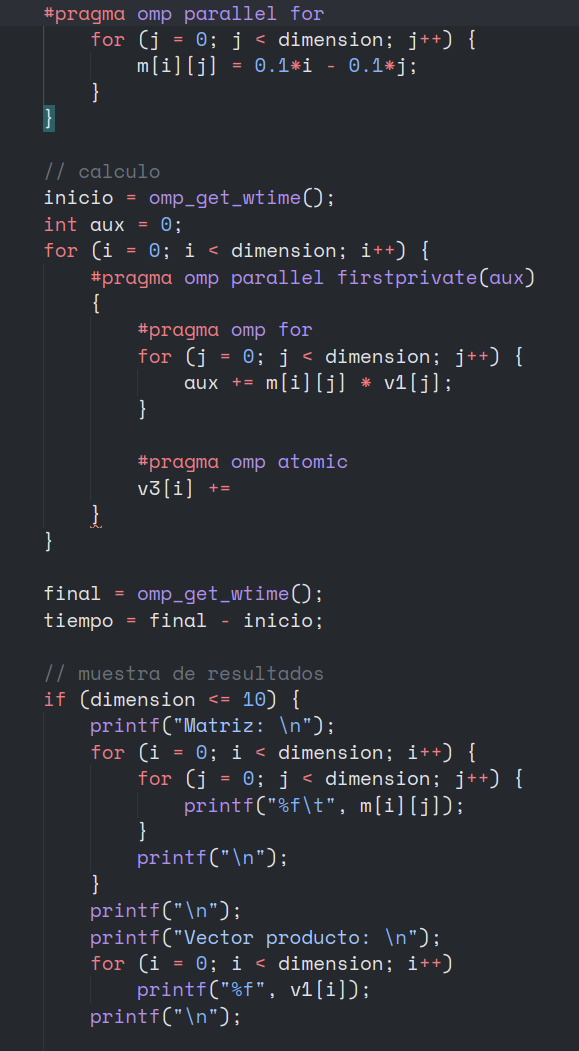 #pragma omp parallel for
for (j = 0; j < dimension; j++) {
m[i][j] = 0.1*i - 0.1*j;
}
}
// calculo
inicio = omp_get_wtime();
int aux = 0;
for (i = 0; i < dimension; i++) {
#pragma omp parallel firstprivate(aux)
{
#pragma omp for
for (j = 0; j < dimension; j++) {
aux += m[i][j] * v1[j];
}
#pragma omp atomic
v3[i] +=
}
}
final = omp_get_wtime();
tiempo = final - inicio;
// muestra de resultados
if (dimension <= 10) {
printf("Matriz: \n");
for (i = 0; i < dimension; i++) {
for (j = 0; j < dimension; j++) {
printf("%f\t", m[i][j]);
}
printf("\n");
}
printf("\n");
printf("Vector producto: \n");
for (i = 0; i < dimension; i++)
printf("%f", v1[i]);
printf("\n");